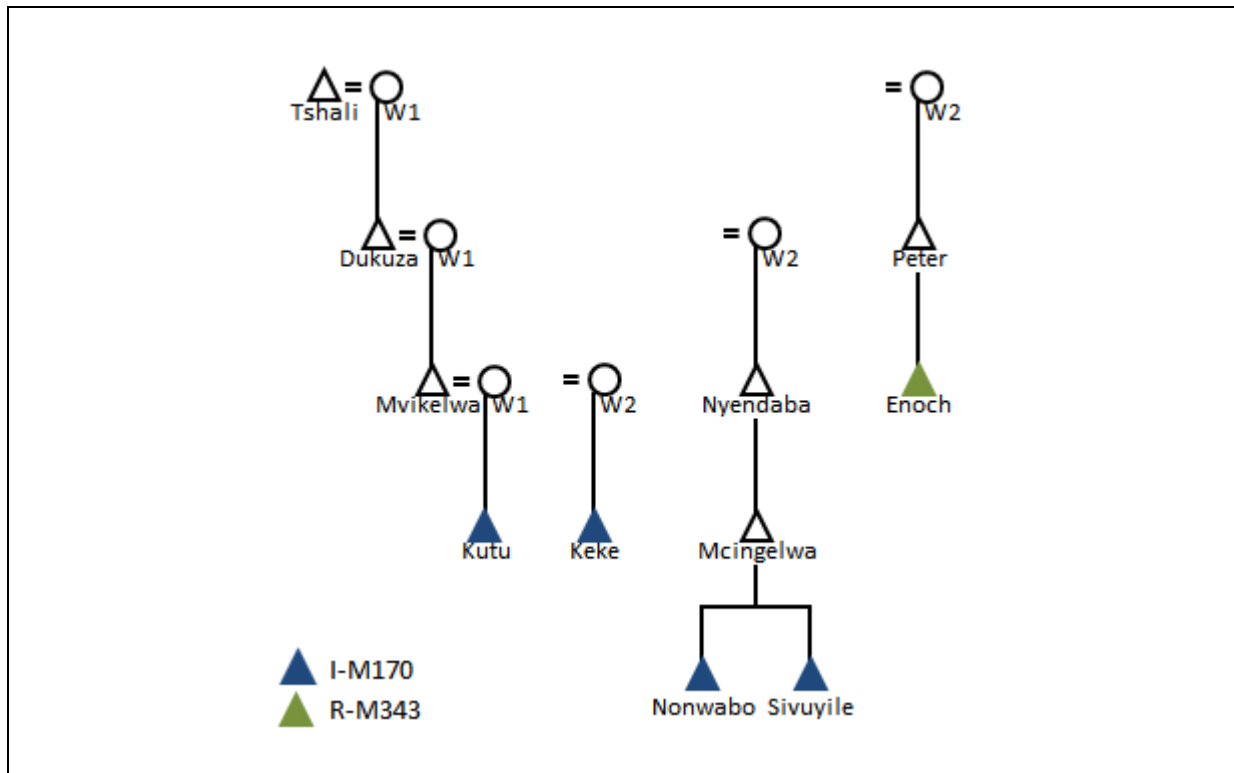 = =
Tshali W1 W2
= =
Dukuza W1 W2 Peter
= =
Mvikelwa W1 W2 Nyendaba Enoch
Kutu Keke Mcingelwa
I-M170
R-M343
Nonwabo Sivuyile